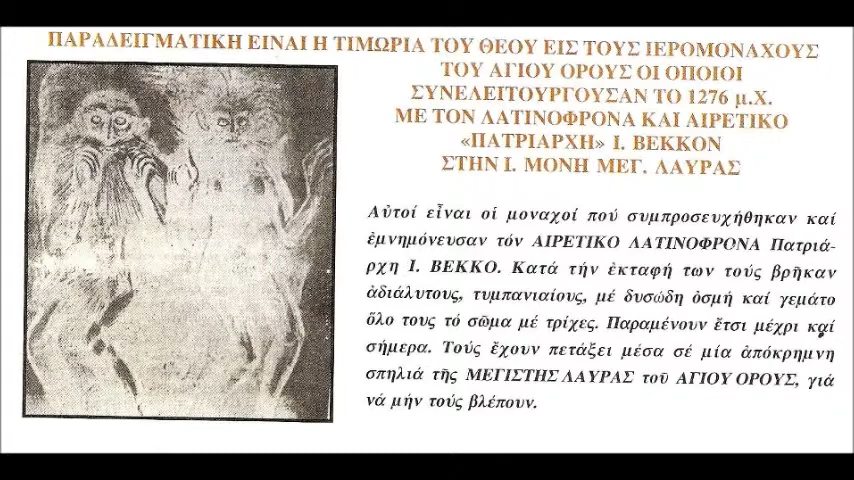 ΠΑΡΑΔΕΙΓΜΑΤΙΚΗ ΕΙΝΑΙ Η ΤΙΜΩΡΙΑ ΤΟΥ ΘΕΟΥ ΕΙΣ ΤΟΥΣ ΙΕΡΟΜΟΝΑΧΟΥΣ
ΤΟΥ ΑΓΙΟΥ ΟΡΟΥΣ ΟΙ ΟΠΟΙΟΙ
ΣΥΝΕΛΕΙΤΟΥΡΓΟΥΣΑΝ ΤΟ 1276 μ.Χ.
ΜΕ ΤΟΝ ΛΑΤΙΝΟΦΡΟΝΑ ΚΑΙ ΑΙΡΕΤΙΚΟ
«ΠΑΤΡΙΑΡΧΗ» Ι. ΒΕΚΚΟΝ
ΣΤΗΝ Ι. ΜΟΝΗ ΜΕΓ. ΛΑΥΡΑΣ
Αὐτοί εἶναι οἱ μοναχοί πού συμπροσευχήθηκαν καί
ἐμνημόνευσαν τόν ΑΙΡΕΤΙΚΟ ΛΑΤΙΝΟΦΡΟΝΑ Πατριά-
ρχη Ι. ΒΕΚΚΟ. Κατά τήν ἐκταφή των τούς βρῆκαν
ἀδιάλυτους, τυμπανιαίους, μέ δυσώδη ὀσμή καί γεμάτο
ὅλο τους τό σῶμα μέ τρίχες. Παραμένουν ἔτσι μέχρι καί
σήμερα. Τούς ἔχουν πετάξει μέσα σέ μία ἀπόκρημνη
σπηλιά τῆς ΜΕΓΙΣΤΗΣ ΛΑΥΡΑΣ τοῦ ΑΓΙΟΥ ΟΡΟΥΣ, γιά
νά μήν τούς βλέπουν.